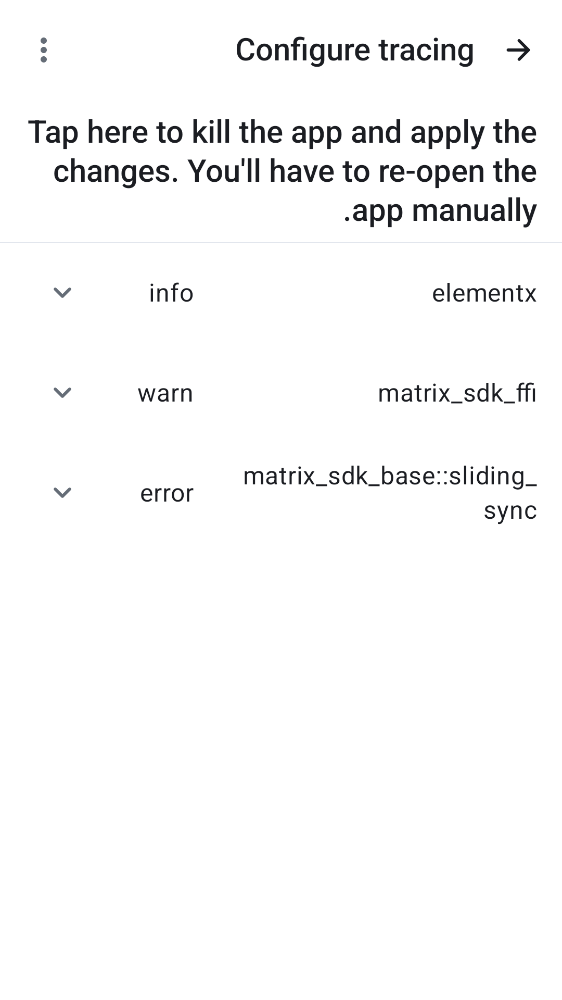 Configure tracing
Tap here to kill the app and apply the
changes. You'll have to re-open the
.app manually
elementx
info
matrix_sdk_ffi
warn
matrix_sdk_base::sliding_
sync
error